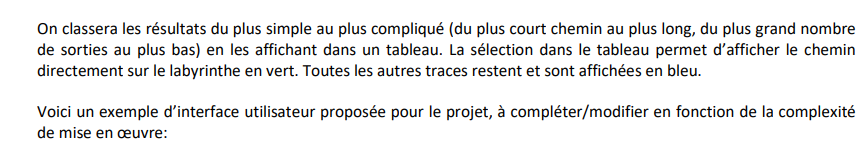 On classera les résultats du plus simple au plus compliqué (du plus court chemin au plus long, du plus grand nombre
de sorties au plus bas) en les affichant dans un tableau. La sélection dans le tableau permet d’afficher le chemin
directement sur le labyrinthe en vert. Toutes les autres traces restent et sont affichées en bleu.
Voici un exemple d’interface utilisateur proposée pour le projet, à compléter/modifier en fonction de la complexité
de mise en œuvre: